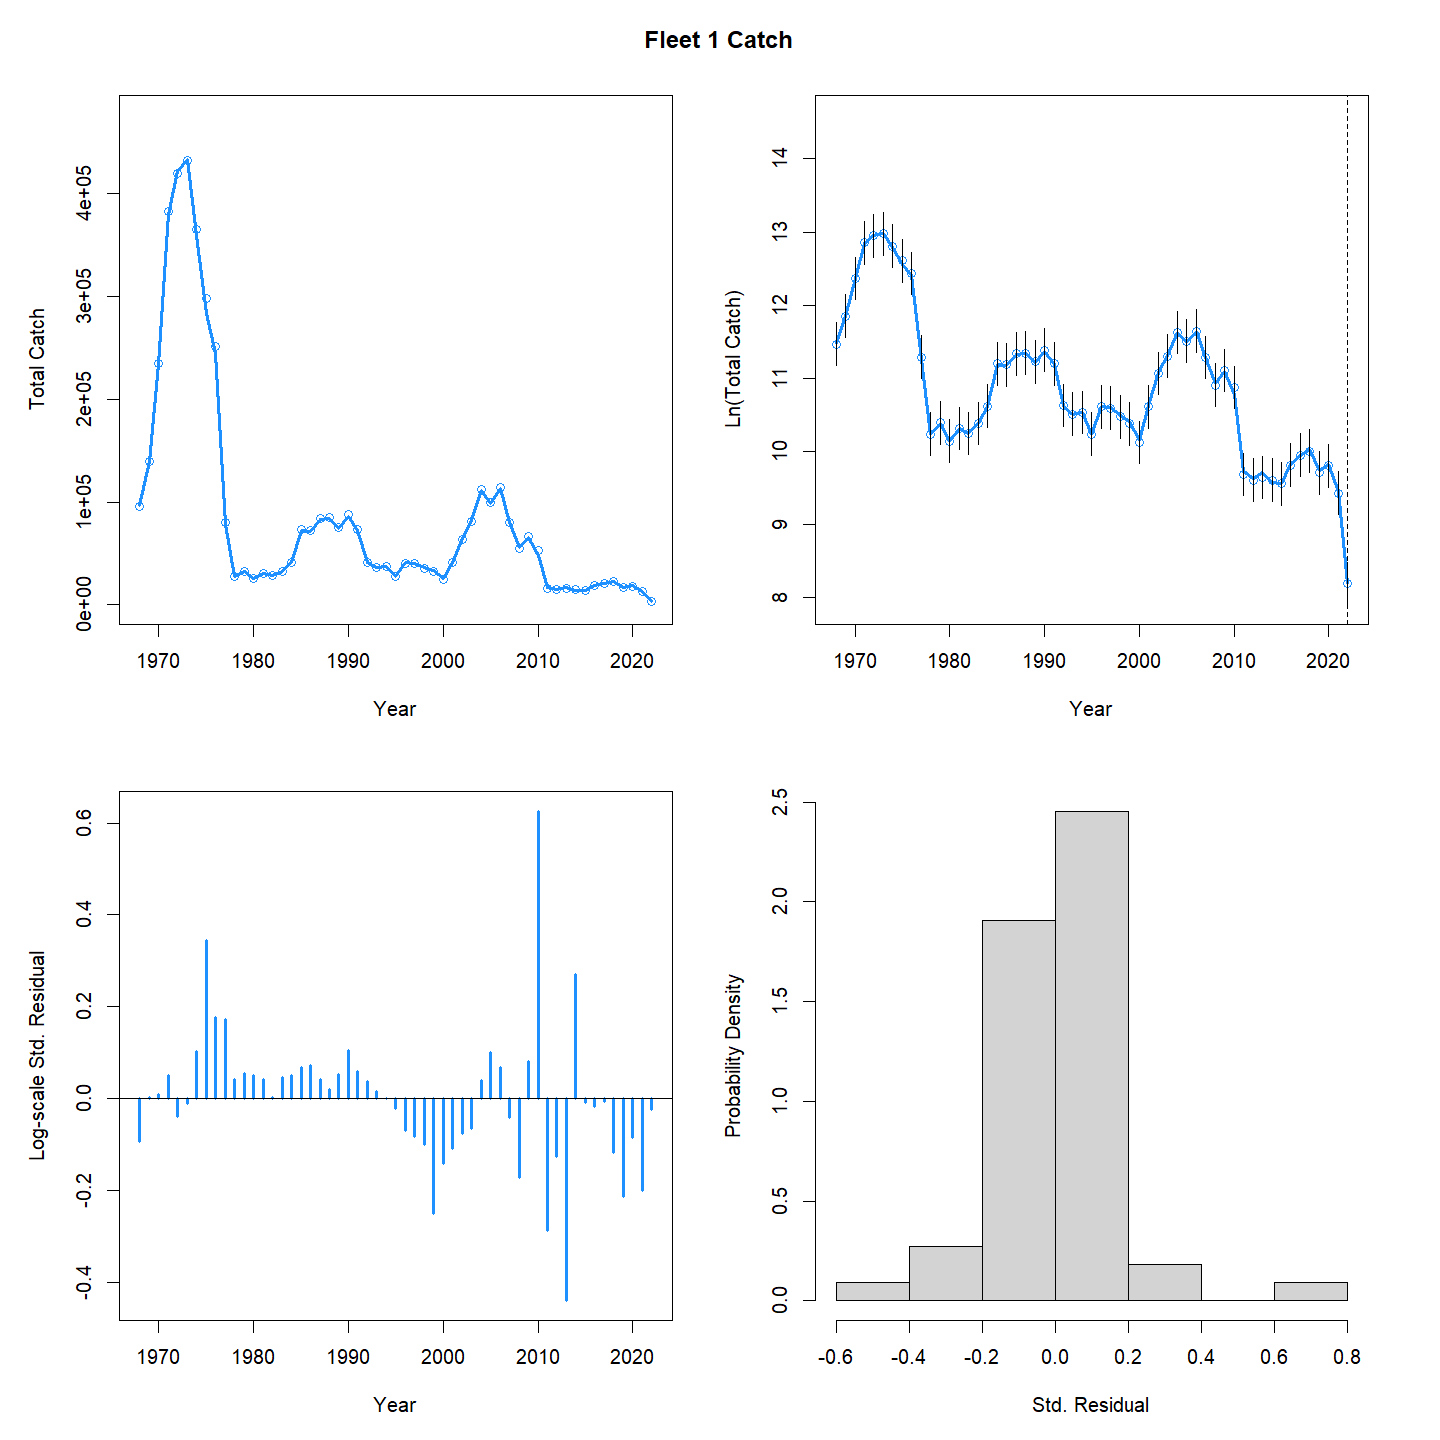 Fleet 1 Catch
Total Catch
4e+05
3e+05
2e+05
1e+05
0e+00
1970 1980 1990 2000 2010 2020
Year
Ln(Total Catch)
14
13
12
11
10
9
8
1970 1980 1990 2000 2010 2020
Year
Log-scale Std. Residual
0.6
0.4
0.2
0.0
-0.2
-0.4
1970 1980 1990 2000 2010 2020
Year
Probability Density
2.5
2.0
1.5
1.0
0.5
0.0
-0.6 -0.4 -0.2 0.0 0.2 0.4 0.6 0.8
Std. Residual